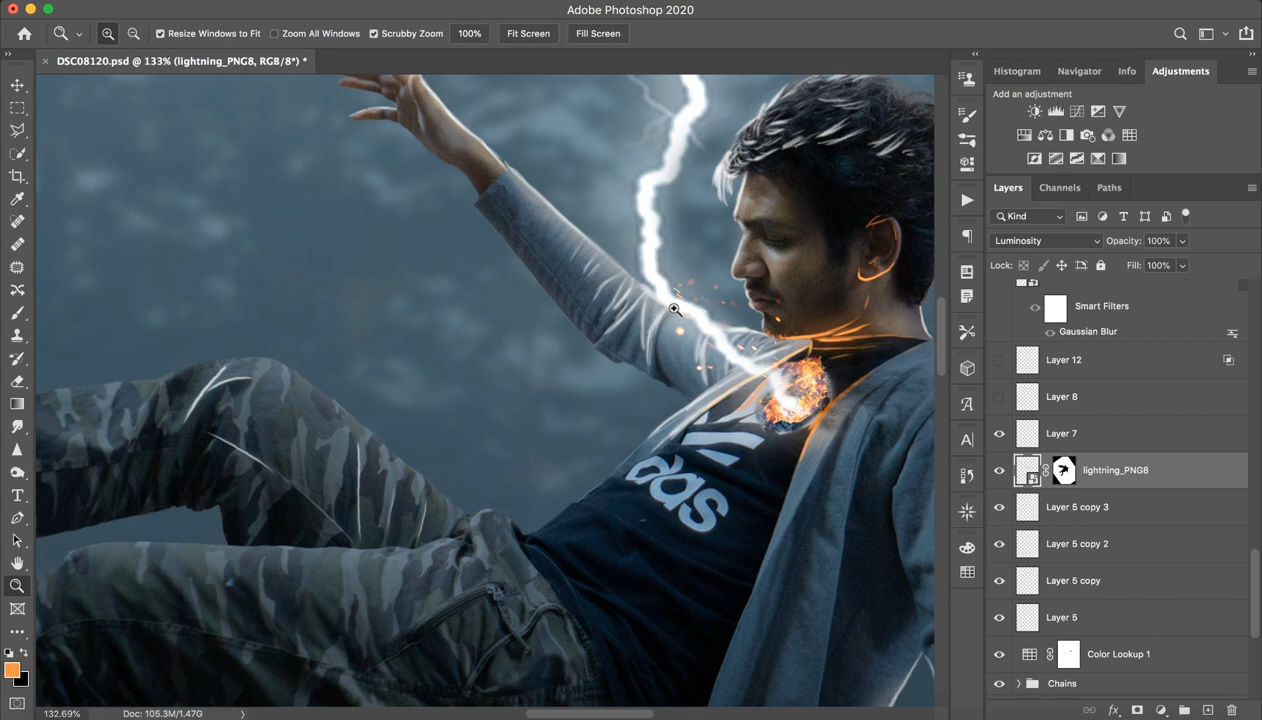 Adobe Photoshop 2020
Resize Windows to Fit
Zoom All Windows
Scrubby Zoom
100%
Fit Screen
Fill Screen
DSC08120.psd @ 133% (lightning_PNG8, RGB/8*) *
Histogram
Navigator
Info
Adjustments
Add an adjustment
Layers
Channels
Paths
Kind
Luminosity
Opacity: 100%
Lock:
Fill: 100%
Smart Filters
Gaussian Blur
Layer 12
Layer 8
Layer 7
lightning_PNG8
Layer 5 copy 3
Layer 5 copy 2
Layer 5 copy
Layer 5
Color Lookup 1
Chains
das
132.69%
Doc: 105.3M/1.47G